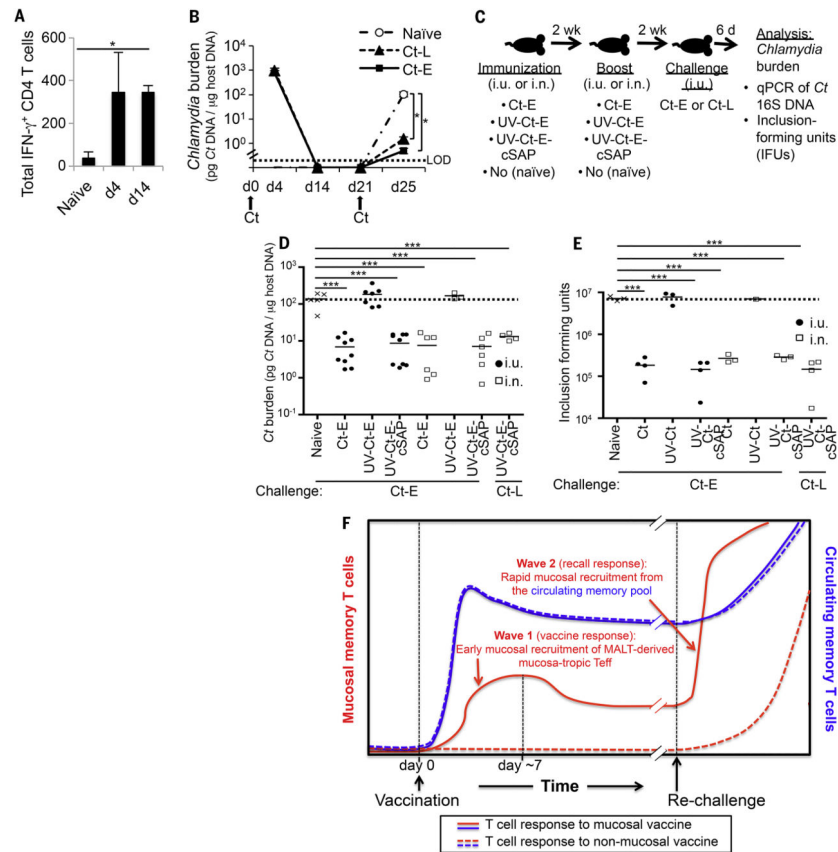 A
Total IFN-γ+ CD4 T cells
600
400
200
0
*
Naïve
d4
d14
B
Chlamydia burden
(pg Ct DNA / μg host DNA)
10^3
10^2
10^1
10^0
0
Naïve
Ct-L
Ct-E
*
*
LOD
d0 d4 d14 d21 d25
Ct
Ct
C
2 wk
2 wk
6 d
Immunization
(i.u. or i.n.)
• Ct-E
• UV-Ct-E
• UV-Ct-E-
cSAP
• No (naïve)
Boost
(i.u. or i.n.)
• Ct-E
• UV-Ct-E
• UV-Ct-E-
cSAP
• No (naïve)
Challenge
(i.u.)
Ct-E or Ct-L
Analysis:
Chlamydia
burden
• qPCR of Ct
16S DNA
• Inclusion-
forming units
(IFUs)
D
Ct burden (pg Ct DNA / μg host DNA)
10^3
10^2
10^1
10^0
10^-1
***
***
***
***
***
i.u.
i.n.
Naive
Ct-E
UV-Ct-E
UV-Ct-E-
cSAP
Ct-E
UV-Ct-E
UV-Ct-E-
cSAP
UV-Ct-E-
cSAP
Challenge:
Ct-E
Ct-L
E
Inclusion forming units
10^7
10^6
10^5
10^4
***
***
***
***
***
i.u.
i.n.
Naive
Ct
UV-Ct
UV-
Ct-
cSAP
Ct
UV-Ct
UV-
Ct-
cSAP
UV-
Ct-
cSAP
Challenge:
Ct-E
Ct-L
F
Mucosal memory T cells
Circulating memory
T cells
Wave 2 (recall response):
Rapid mucosal recruitment from
the circulating memory pool
Wave 1 (vaccine response):
Early mucosal recruitment of MALT-derived
mucosa-tropic Teff
day 0
day ~7
Time
Vaccination
Re-challenge
T cell response to mucosal vaccine
T cell response to non-mucosal vaccine